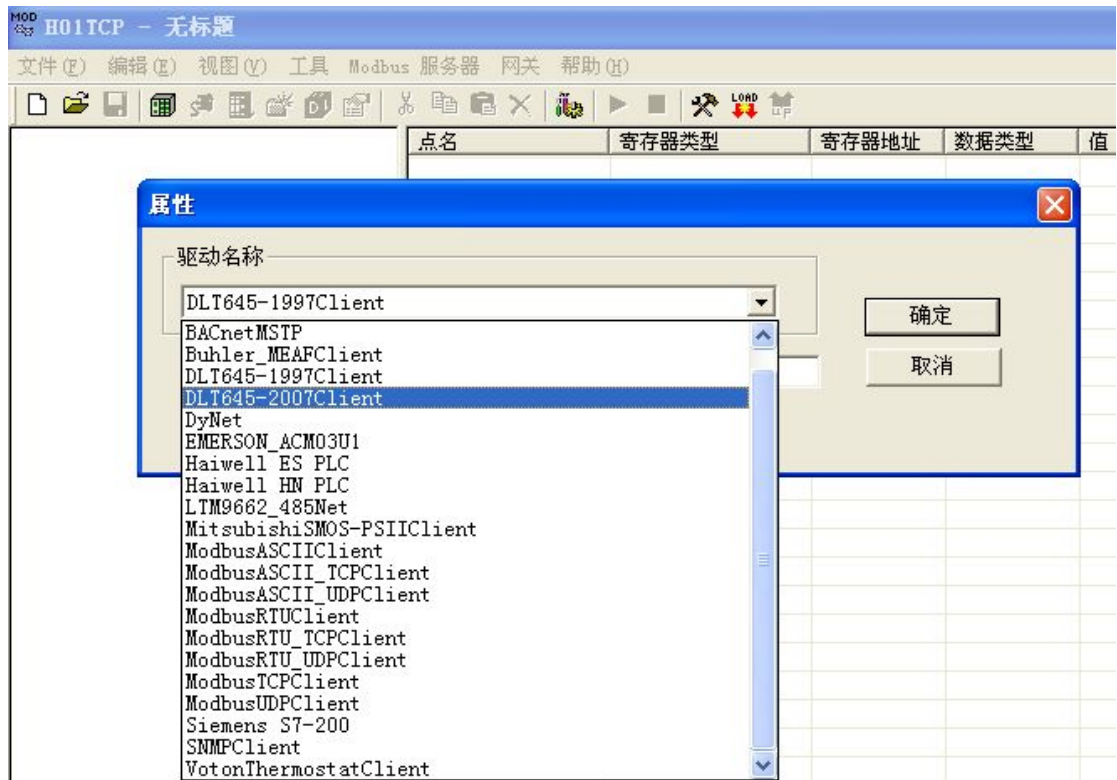 MOD H01TCP - 无标题
文件(F) 编辑(E) 视图(V) 工具 Modbus 服务器 网关 帮助(H)
LOAD UP
点名 寄存器类型 寄存器地址 数据类型 值
属性
驱动名称
DLT645-1997Client
确定
取消
BACnetMSTP
Buhler_MEAFClient
DLT645-1997Client
DLT645-2007Client
DyNet
EMERSON_ACM03U1
Haiwell ES PLC
Haiwell HN PLC
LTM9662_485Net
MitsubishiSMOS-PSIIClient
ModbusASCIIClient
ModbusASCII_TCPClient
ModbusASCII_UDPClient
ModbusRTUClient
ModbusRTU_TCPClient
ModbusRTU_UDPClient
ModbusTCPClient
ModbusUDPClient
Siemens S7-200
SNMPClient
VotonThermostatClient